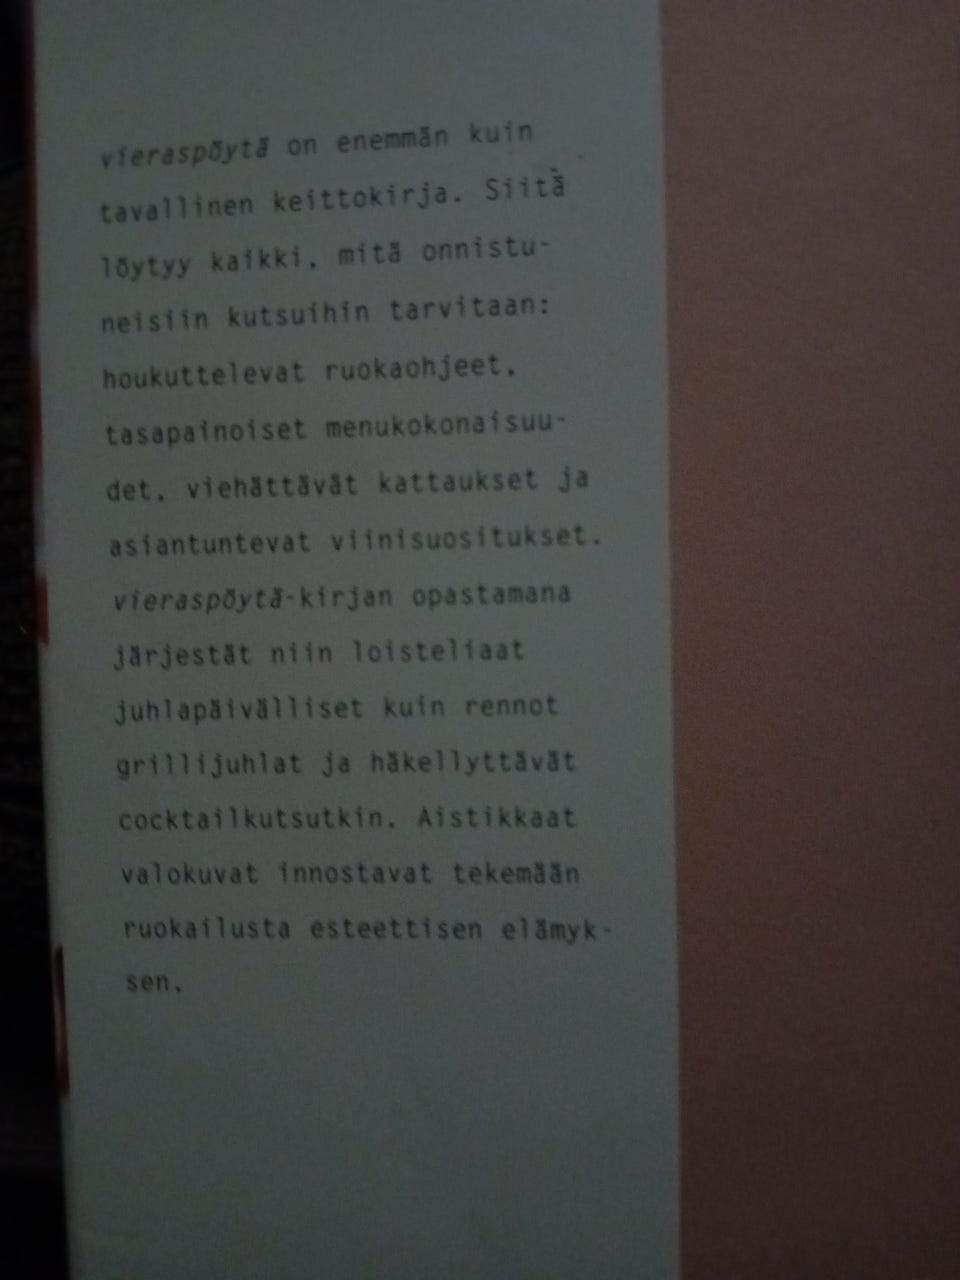 vieraspöytä on enemmän kuin
tavallinen keittokirja. Siitä
löytyy kaikki, mitä onnistu-
neisiin kutsuihin tarvitaan:
houkuttelevat ruokaohjeet,
tasapainoiset menukokonaisuu-
det, viehättävät kattaukset ja
asiantuntevat viinisuositukset.
vieraspöytä-kirjan opastamana
järjestät niin loisteliaat
juhlapäivälliset kuin rennot
grillijuhlat ja häkellyttävät
cocktailkutsutkin. Aistikkaat
valokuvat innostavat tekemään
ruokailusta esteettisen elämyk-
sen.